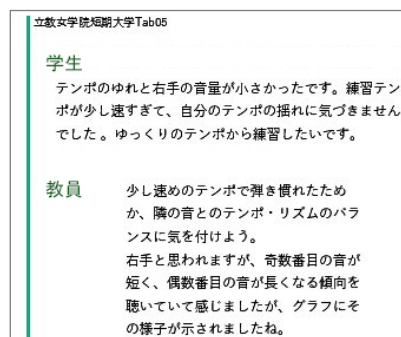 立教女学院短期大学Tab05
学生
テンポのゆれと右手の音量が小さかったです。練習テン
ポが少し速すぎて、自分のテンポの揺れに気づきません
でした。ゆっくりのテンポから練習したいです。
教員
少し速めのテンポで弾き慣れたため
か、隣の音とのテンポ・リズムのバラ
ンスに気を付けよう。
右手と思われますが、奇数番目の音が
短く、偶数番目の音が長くなる傾向を
聴いていて感じましたが、グラフにそ
の様子が示されましたね。